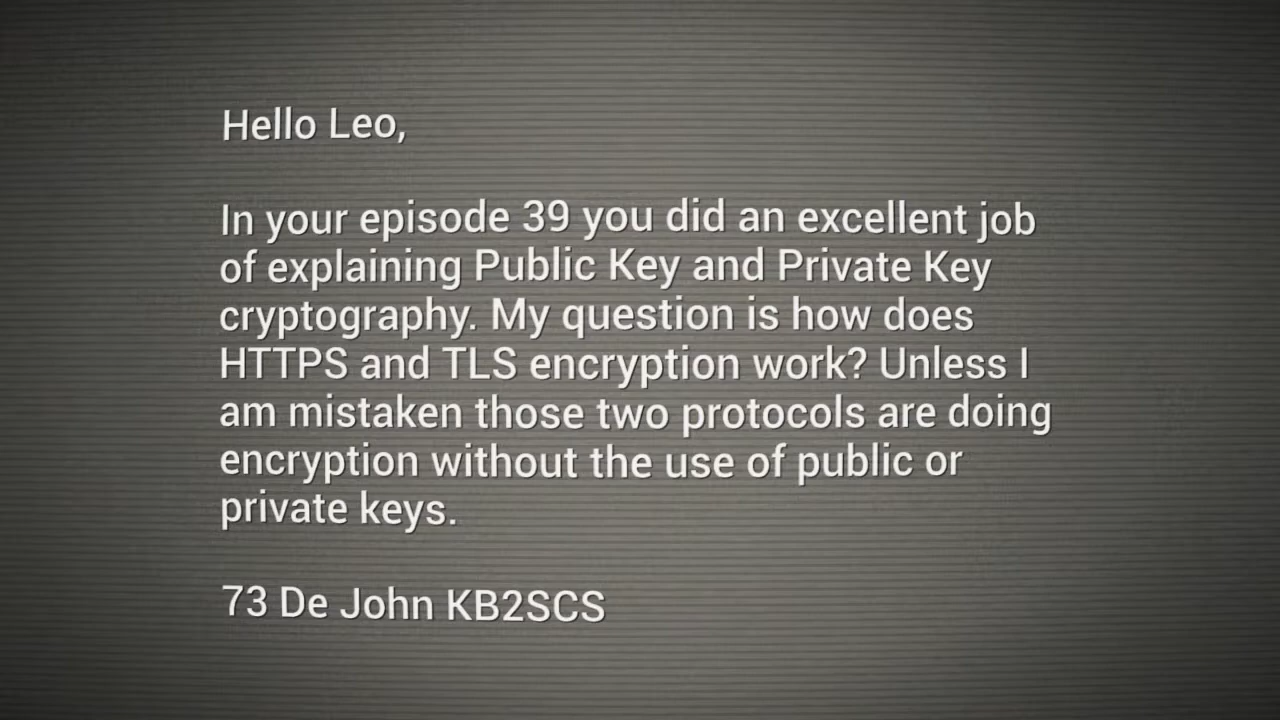 Hello Leo,
In your episode 39 you did an excellent job
of explaining Public Key and Private Key
cryptography. My question is how does
HTTPS and TLS encryption work? Unless I
am mistaken those two protocols are doing
encryption without the use of public or
private keys.
73 De John KB2SCS